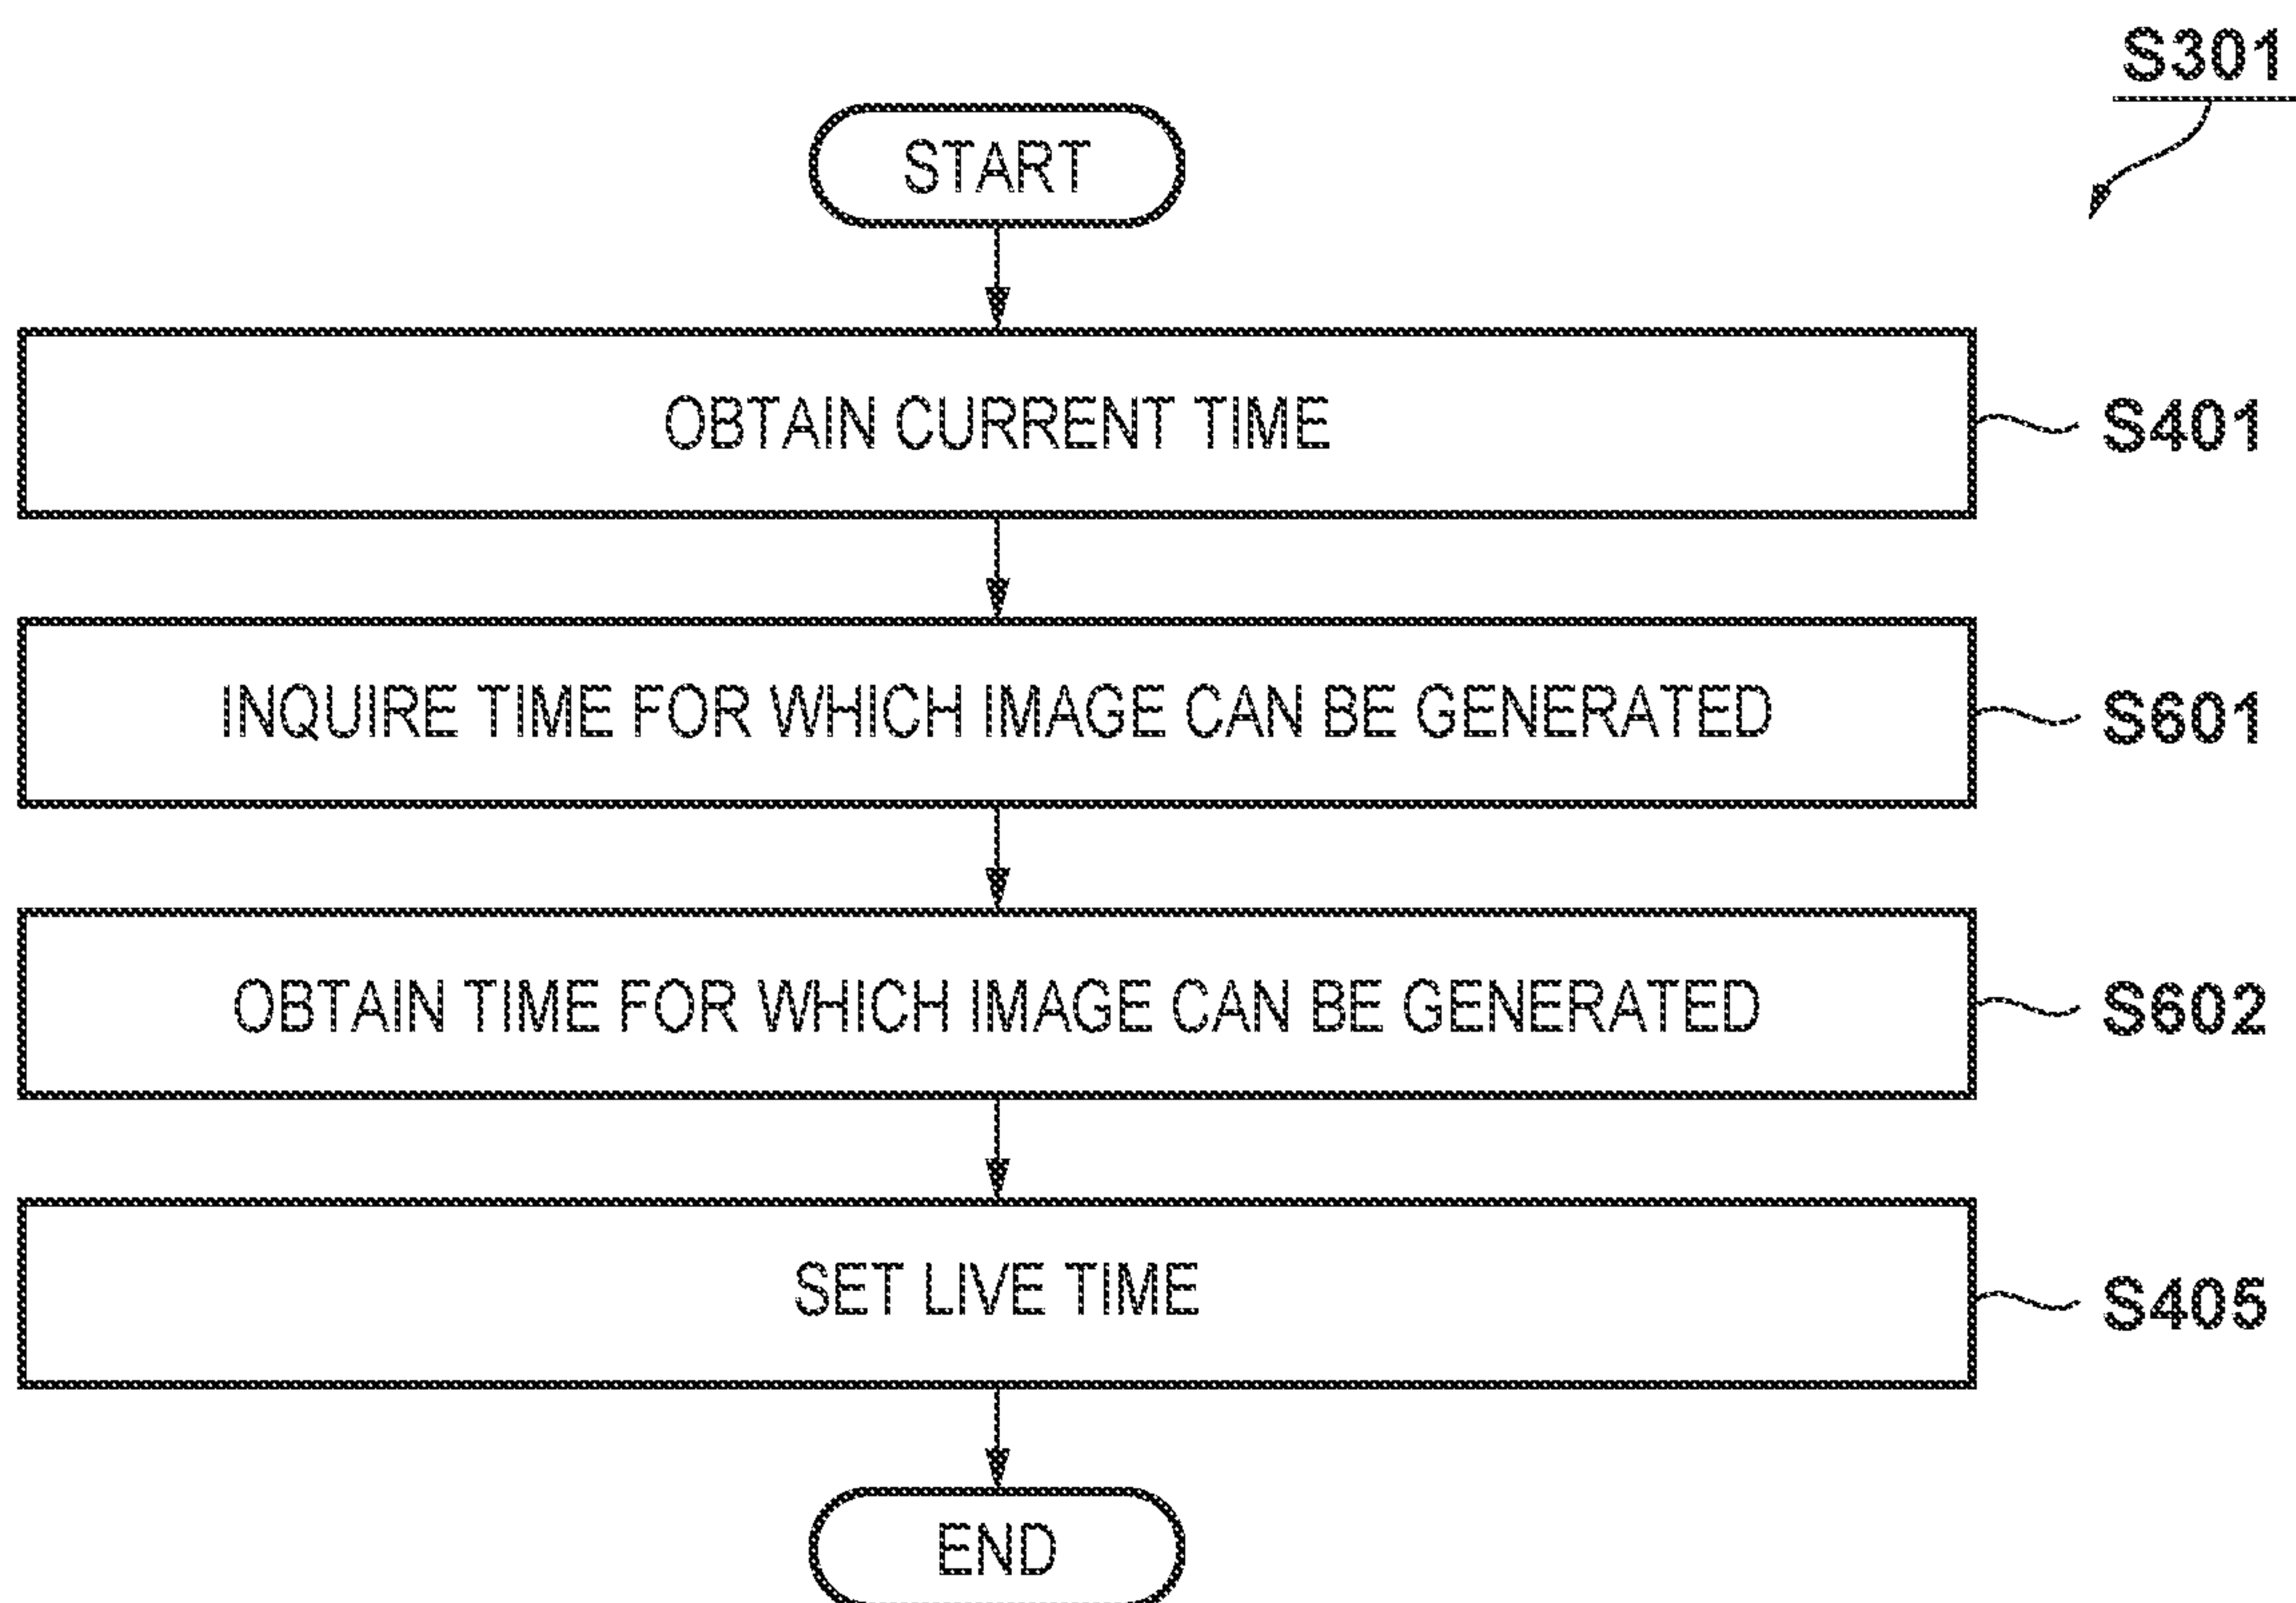 S301
START
OBTAIN CURRENT TIME
S401
INQUIRE TIME FOR WHICH IMAGE CAN BE GENERATED
S601
OBTAIN TIME FOR WHICH IMAGE CAN BE GENERATED
S602
SET LIVE TIME
S405
END